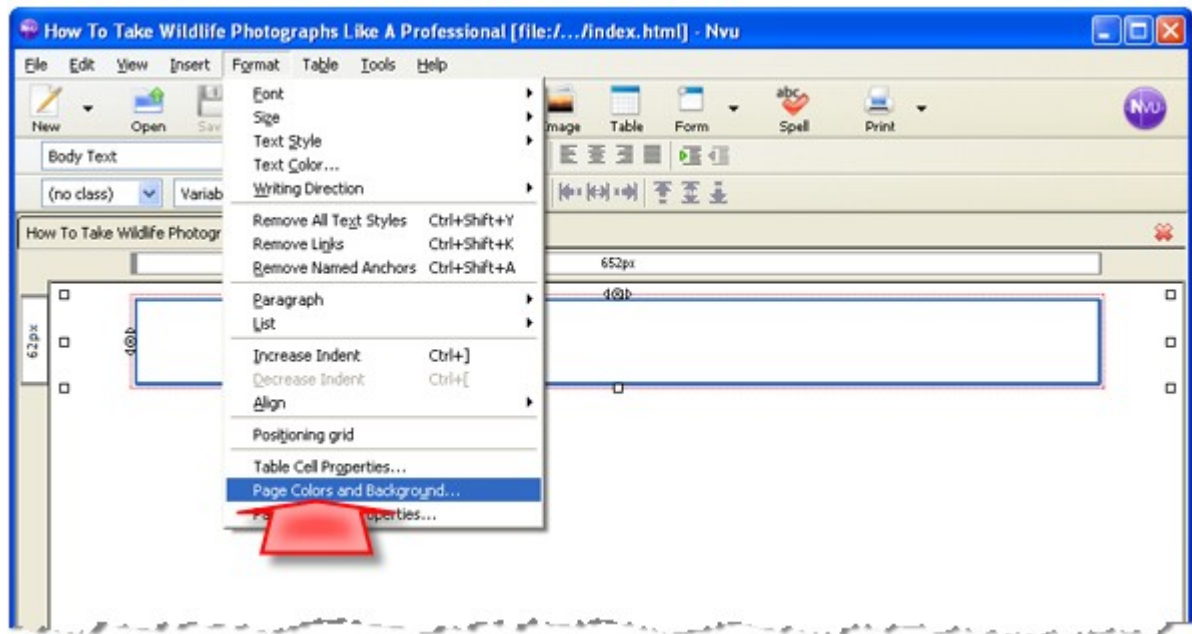 How To Take Wildlife Photographs Like A Professional [file:/.../index.html] - Nvu
File Edit View Insert Format Table Tools Help
New Open Sav Image Table Form Spell Print
abc
NVU
Body Text
(no class) Variab
How To Take Wildlife Photogr
652px
62px
Font
Size
Text Style
Text Color...
Writing Direction
Remove All Text Styles Ctrl+Shift+Y
Remove Links Ctrl+Shift+K
Remove Named Anchors Ctrl+Shift+A
Paragraph
List
Increase Indent Ctrl+]
Decrease Indent Ctrl+[
Align
Positioning grid
Table Cell Properties...
Page Colors and Background...